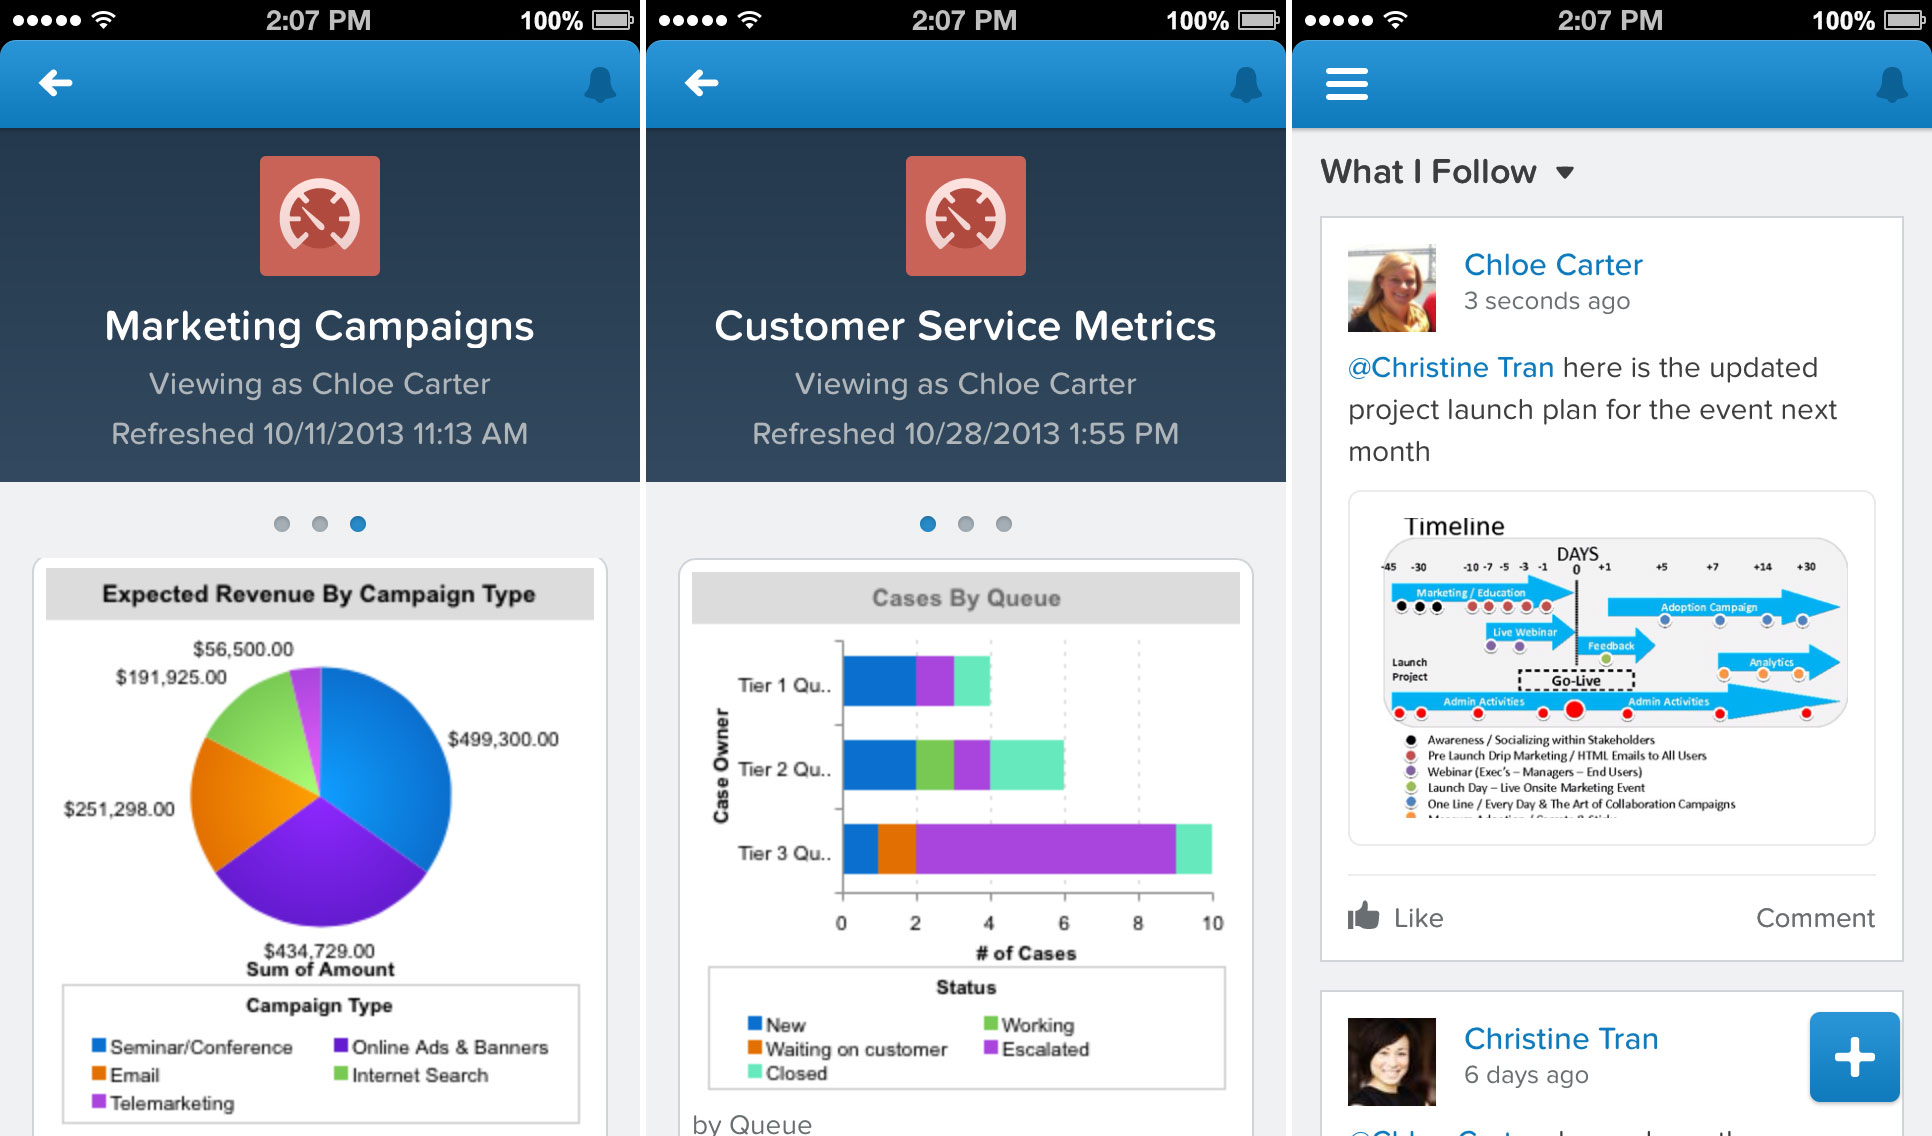 2:07 PM
100%
Marketing Campaigns
Viewing as Chloe Carter
Refreshed 10/11/2013 11:13 AM
Expected Revenue By Campaign Type
$56,500.00
$191,925.00
$499,300.00
$251,298.00
$434,729.00
Sum of Amount
Campaign Type
Seminar/Conference
Online Ads & Banners
Email
Internet Search
Telemarketing
2:07 PM
100%
Customer Service Metrics
Viewing as Chloe Carter
Refreshed 10/28/2013 1:55 PM
Cases By Queue
Case Owner
Tier 1 Qu..
Tier 2 Qu..
Tier 3 Qu..
0 2 4 6 8 10
# of Cases
Status
New
Working
Waiting on customer
Escalated
Closed
by Queue
2:07 PM
100%
What I Follow
Chloe Carter
3 seconds ago
@Christine Tran here is the updated
project launch plan for the event next
month
Timeline
DAYS
-45 -30 -10 -7 -5 -3 -1 0 +1 +5 +7 +14 +30
Marketing / Education
Adoption Campaign
Live Webinar
Feedback
Launch
Project
Analytics
Go-Live
Admin Activities
Admin Activities
Awareness / Socializing within Stakeholders
Pre Launch Drip Marketing / HTML Emails to All Users
Webinar (Exec's – Managers – End Users)
Launch Day – Live Onsite Marketing Event
One Line / Every Day & The Art of Collaboration Campaigns
Like
Comment
Christine Tran
6 days ago